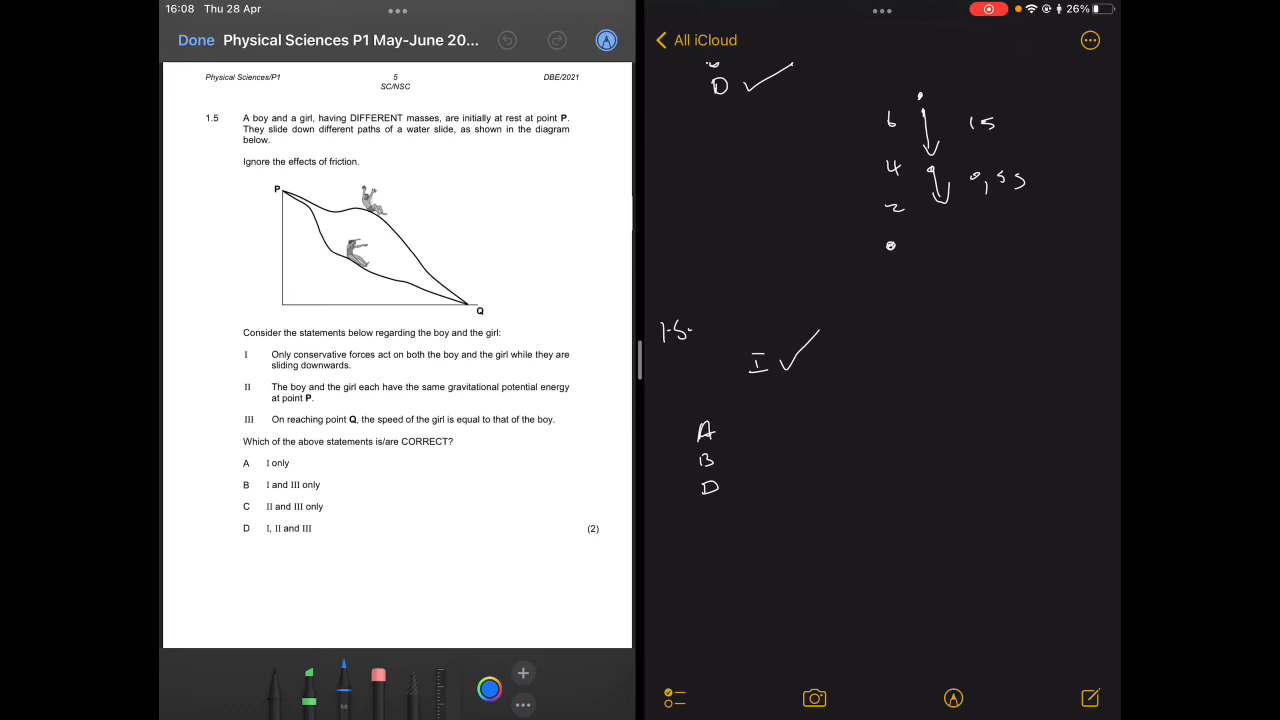 16:08 Thu 28 Apr
26%
Done Physical Sciences P1 May-June 20...
All iCloud
Physical Sciences/P1 5 DBE/2021
SC/NSC
1.5 A boy and a girl, having DIFFERENT masses, are initially at rest at point P.
They slide down different paths of a water slide, as shown in the diagram
below.
Ignore the effects of friction.
P
Q
Consider the statements below regarding the boy and the girl:
I Only conservative forces act on both the boy and the girl while they are
sliding downwards.
II The boy and the girl each have the same gravitational potential energy
at point P.
III On reaching point Q, the speed of the girl is equal to that of the boy.
Which of the above statements is/are CORRECT?
A I only
B I and III only
C II and III only
D I, II and III (2)
D
6
4
2
1.5.
I
A
B
D